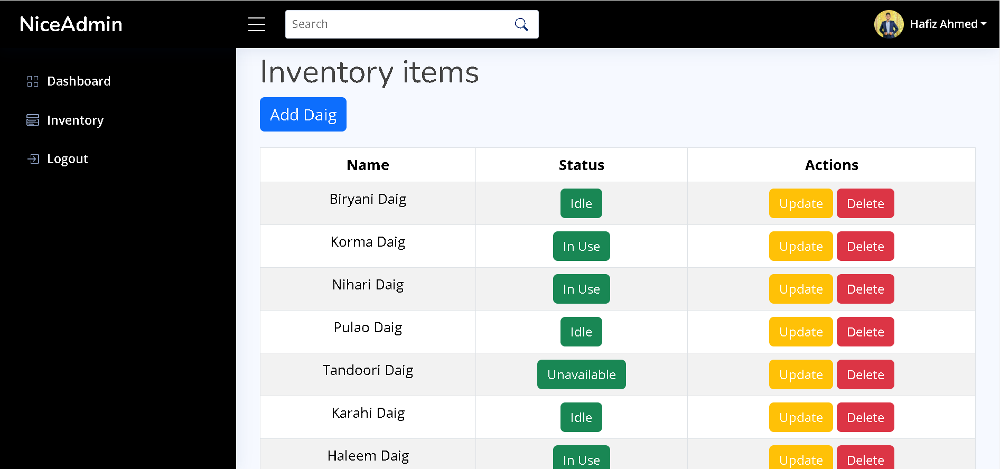 NiceAdmin
Search
Hafiz Ahmed
Dashboard
Inventory
Logout
Inventory items
Add Daig
Name Status Actions
Biryani Daig Idle Update Delete
Korma Daig In Use Update Delete
Nihari Daig In Use Update Delete
Pulao Daig Idle Update Delete
Tandoori Daig Unavailable Update Delete
Karahi Daig Idle Update Delete
Haleem Daig In Use Update Delete